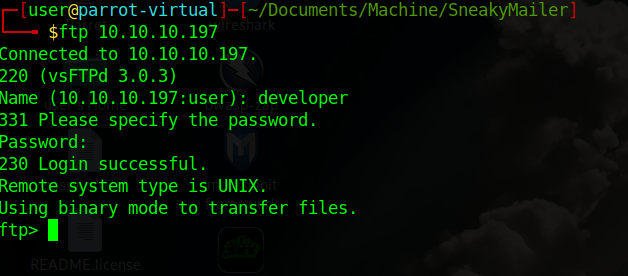 ┌─[user@parrot-virtual]─[~/Documents/Machine/SneakyMailer]
└──╼ $ftp 10.10.10.197
Connected to 10.10.10.197.
220 (vsFTPd 3.0.3)
Name (10.10.10.197:user): developer
331 Please specify the password.
Password:
230 Login successful.
Remote system type is UNIX.
Using binary mode to transfer files.
ftp>
README.license